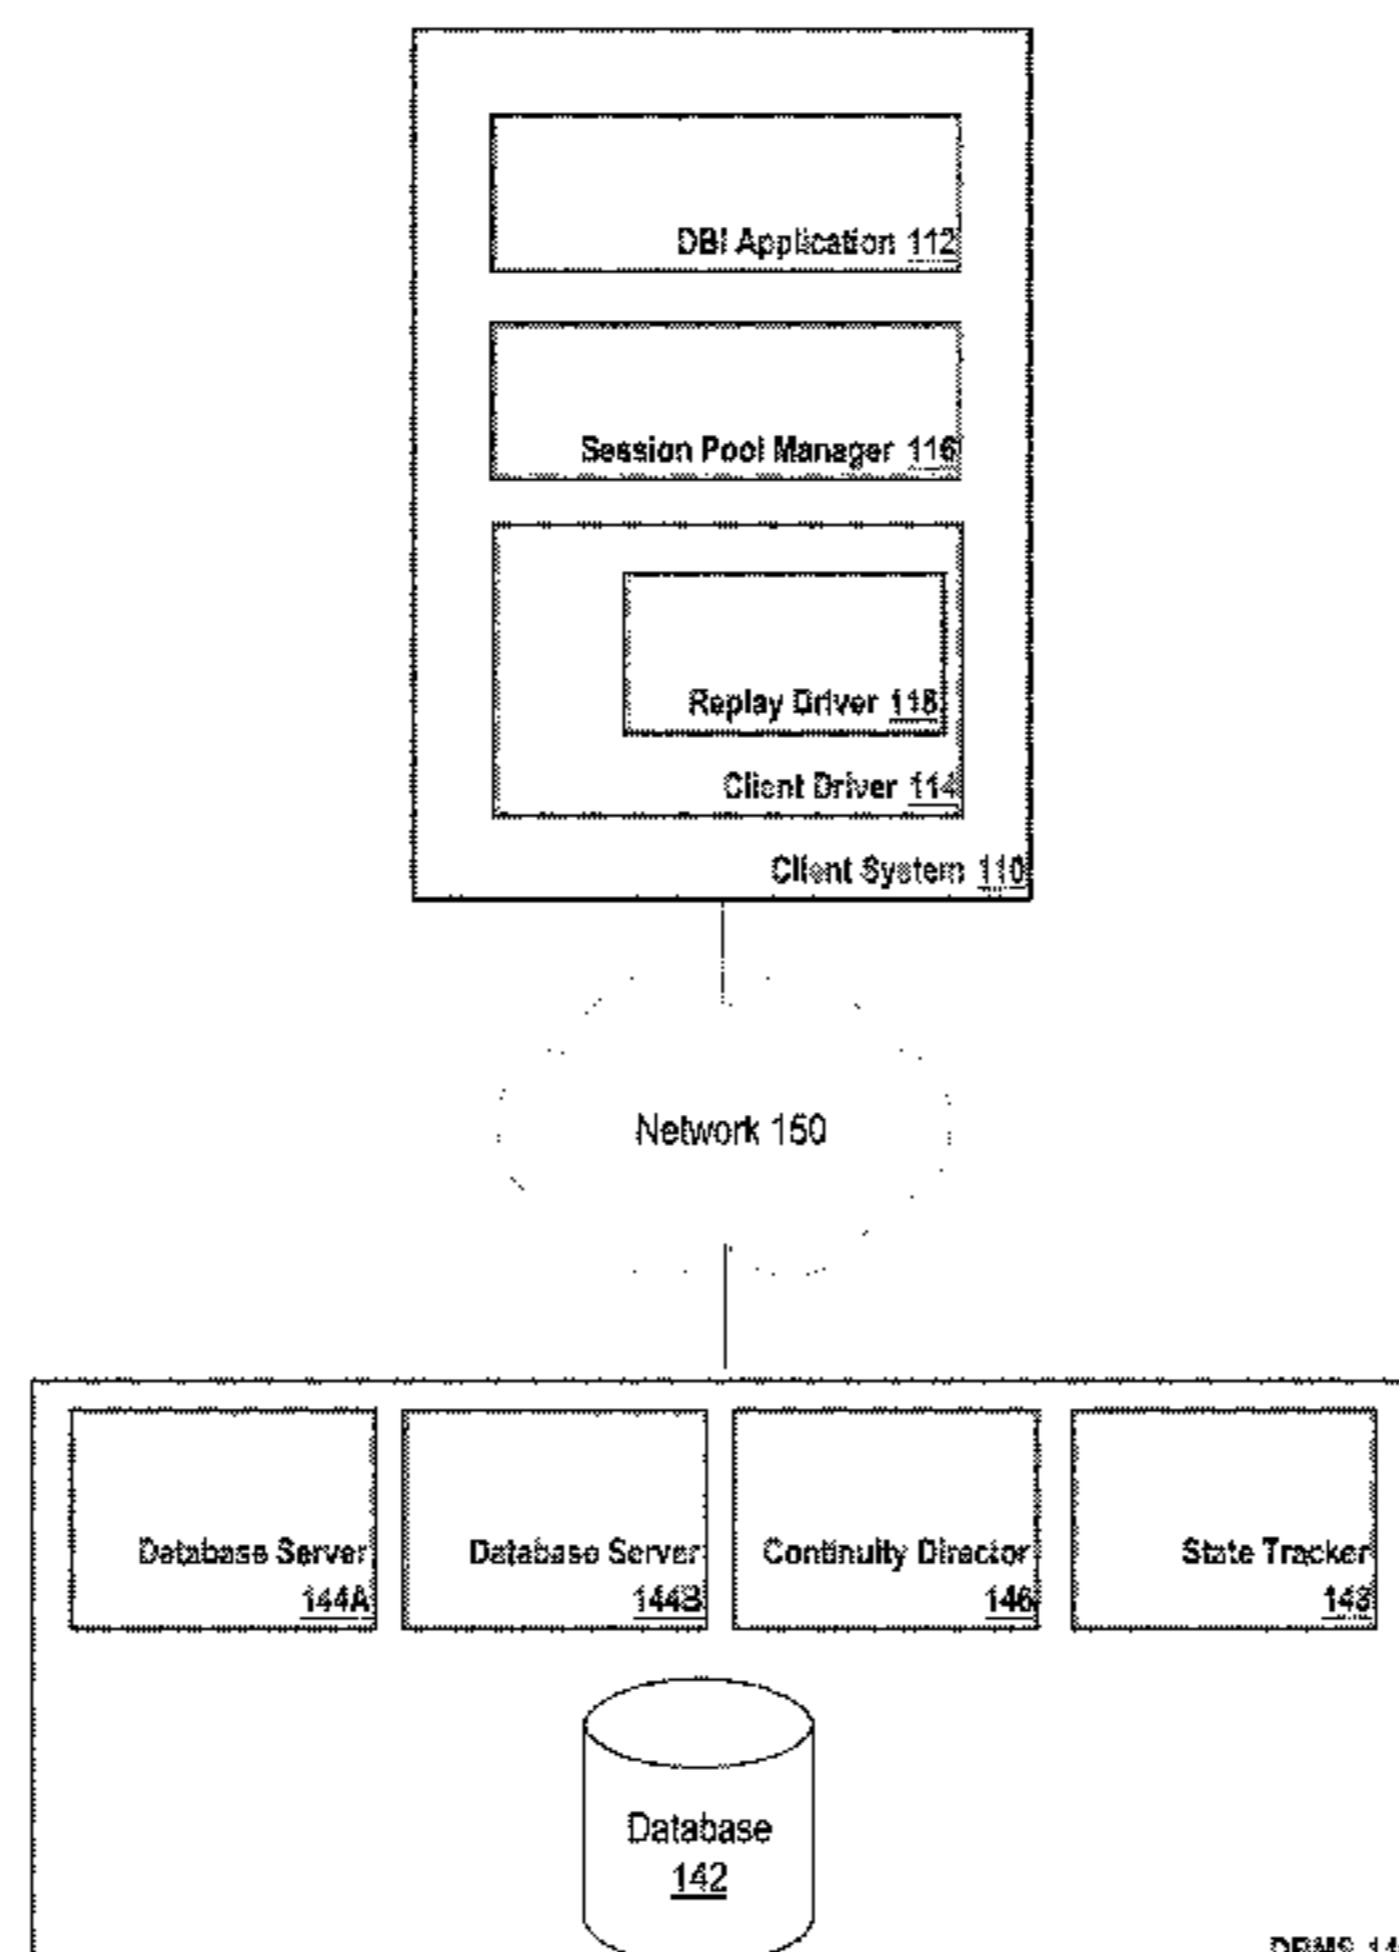 DBI Application 112
Session Pool Manager 116
Replay Driver 118
Client Driver 114
Client System 110
Network 150
Database Server
144A
Database Server
144B
Continuity Director
146
State Tracker
148
Database
142